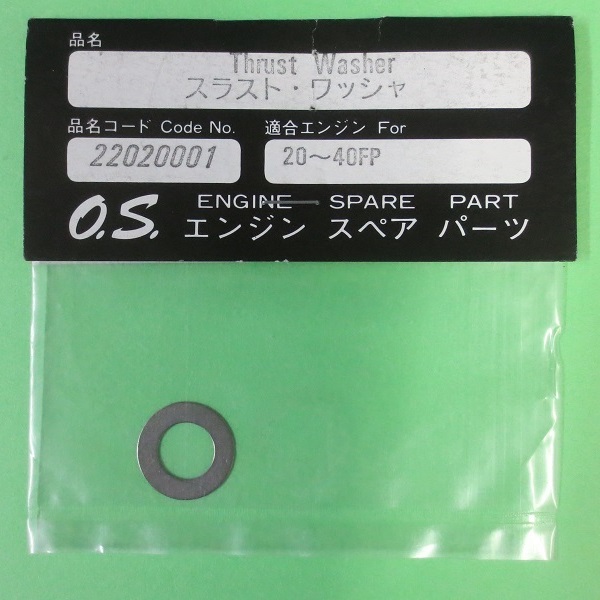 品名
Thrust Washer
スラスト・ワッシャ
品名コード Code No. 適合エンジン For
22020001 20～40FP
O.S. ENGINE SPARE PART
エンジン スペア パーツ